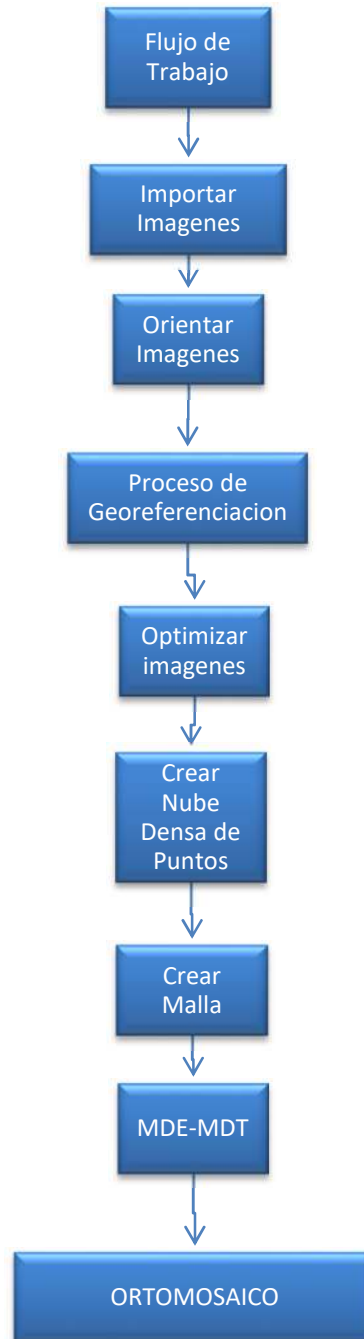 Flujo de
Trabajo
Importar
Imagenes
Orientar
Imagenes
Proceso de
Georeferenciacion
Optimizar
imagenes
Crear
Nube
Densa de
Puntos
Crear
Malla
MDE-MDT
ORTOMOSAICO